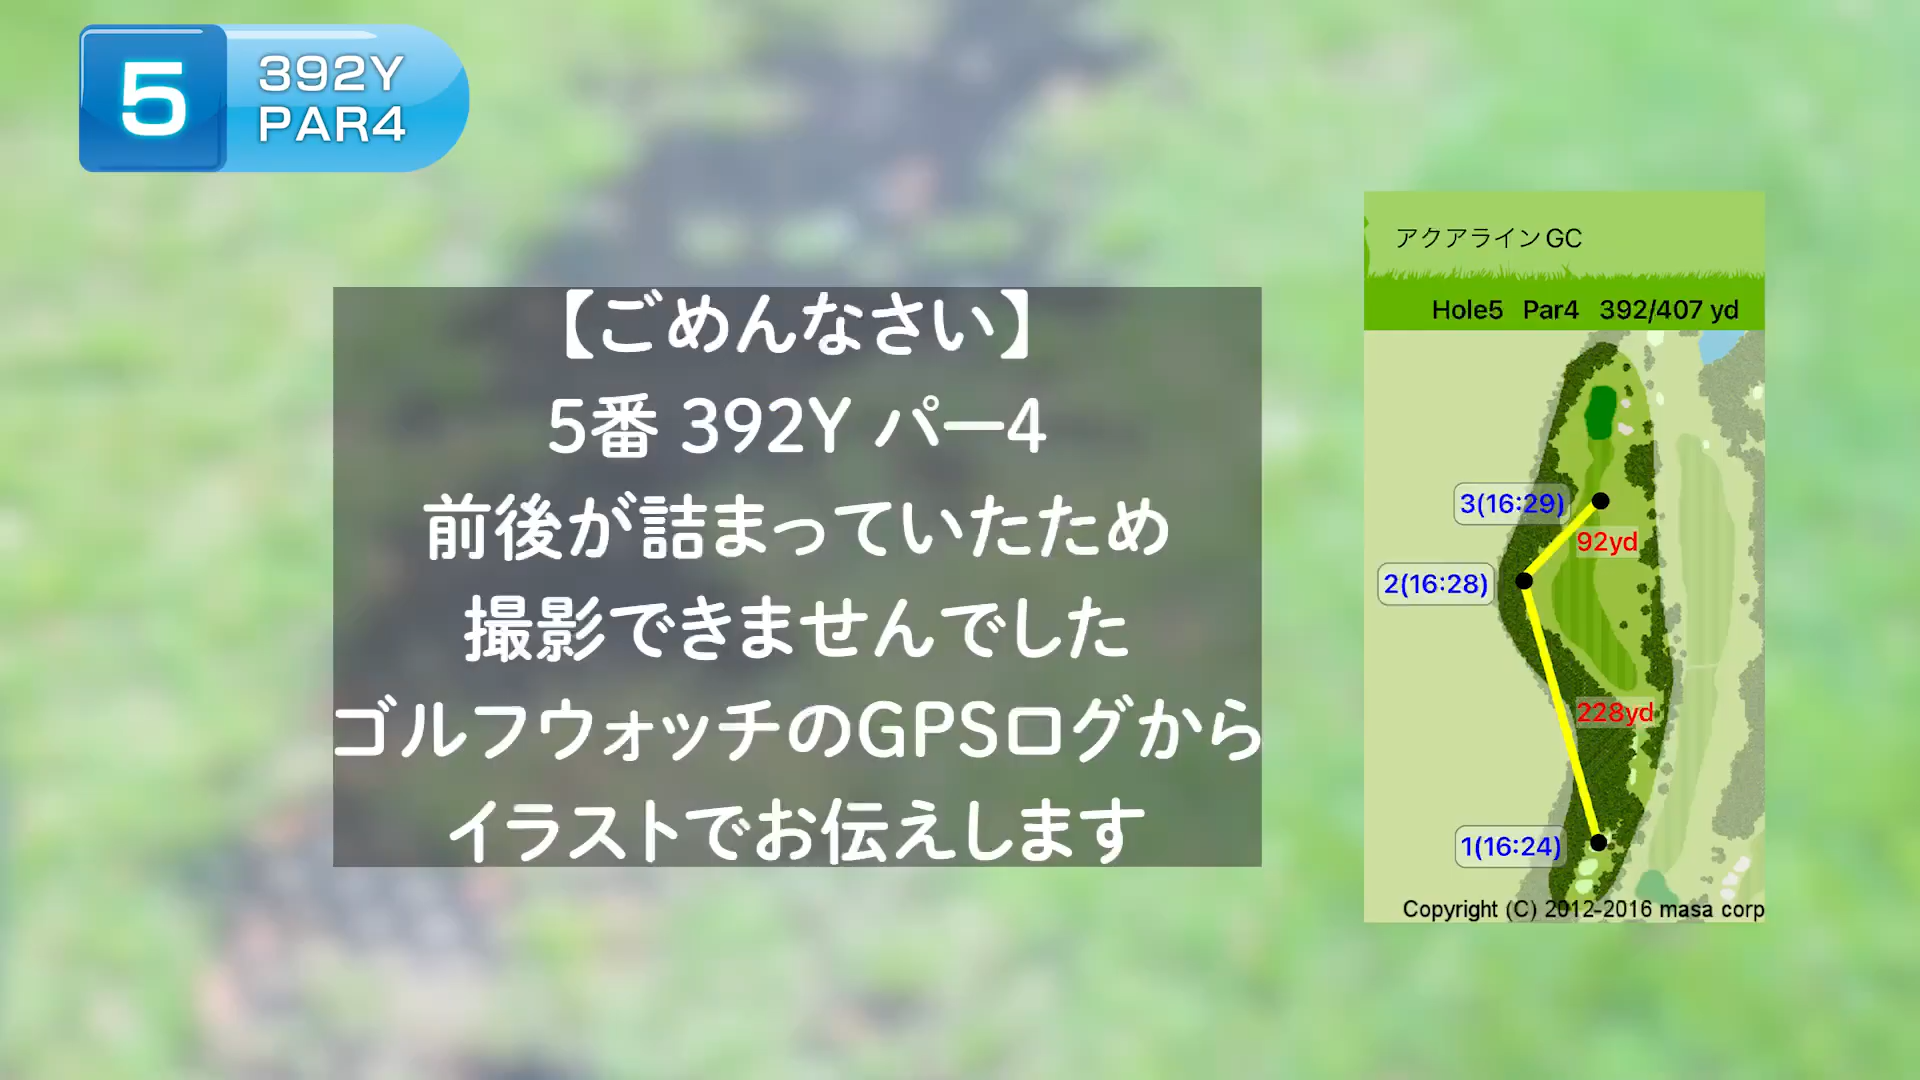 5
392Y
PAR4
【ごめんなさい】
5番 392Y パー4
前後が詰まっていたため
撮影できませんでした
ゴルフウォッチのGPSログから
イラストでお伝えします
アクアラインGC
Hole5 Par4 392/407 yd
3(16:29)
92yd
2(16:28)
228yd
1(16:24)
Copyright (C) 2012-2016 masa corp